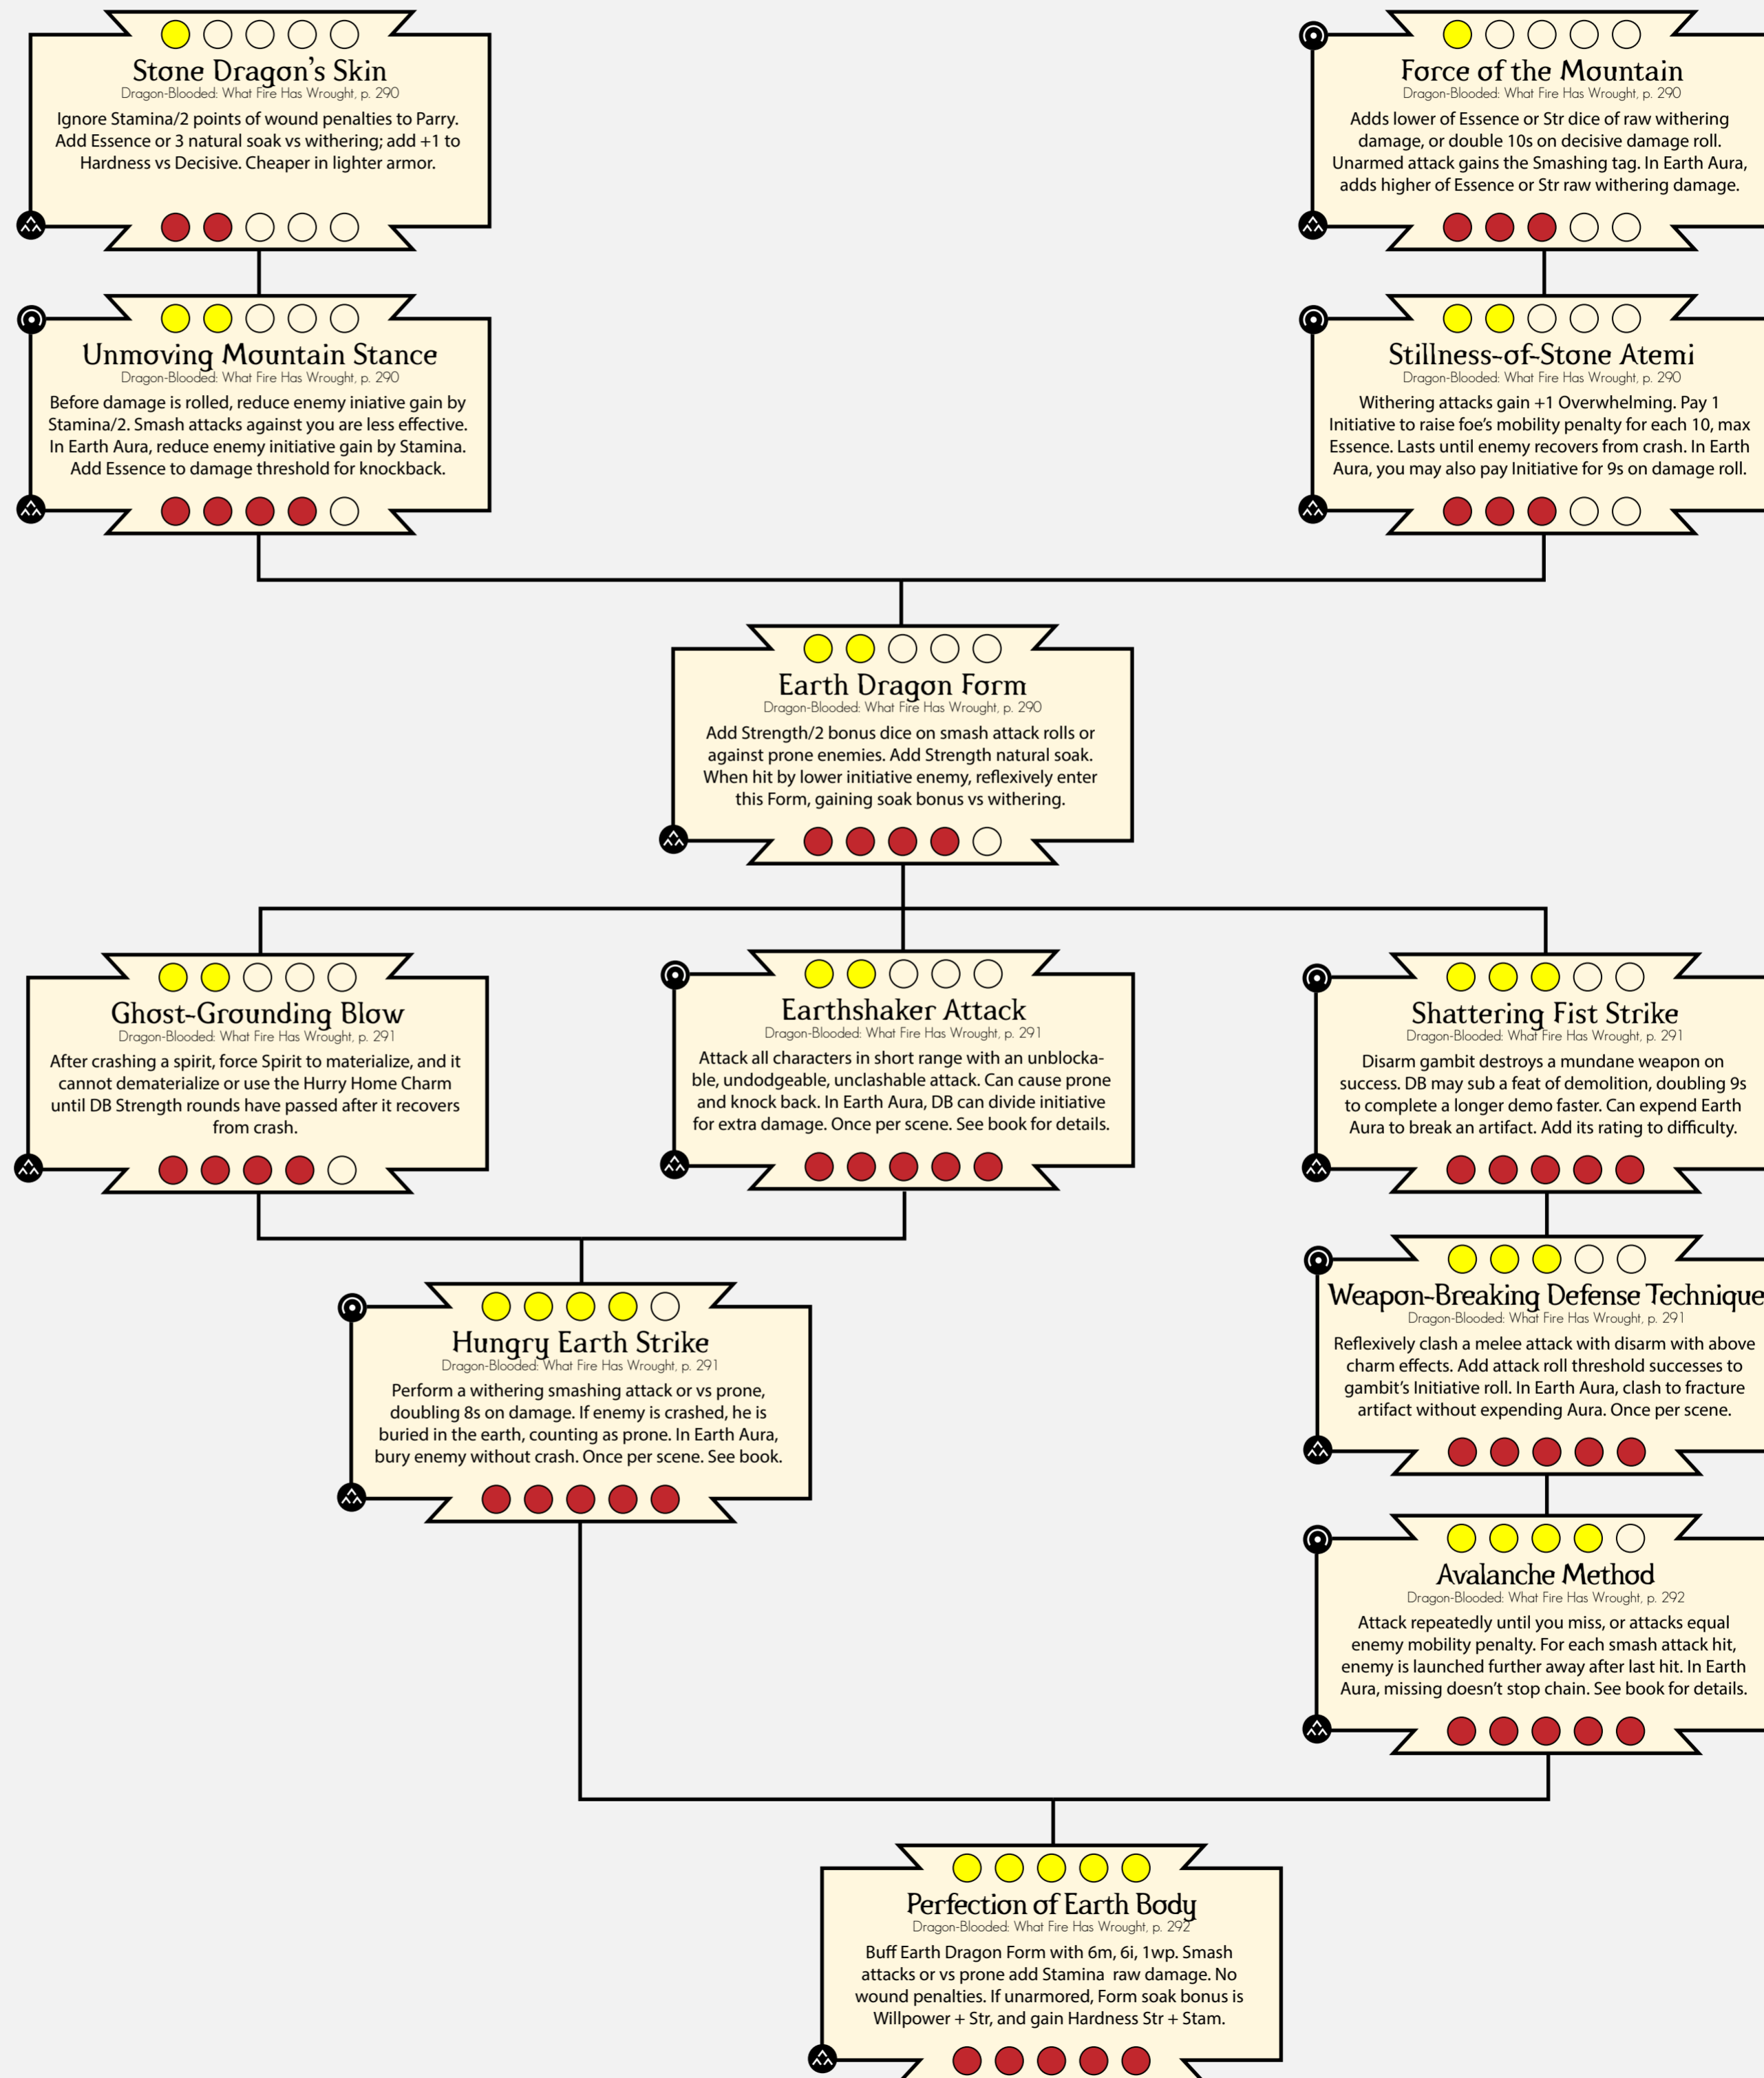 Stone Dragon's Skin
Dragon-Blooded: What Fire Has Wrought, p. 290
Ignore Stamina/2 points of wound penalties to Parry.
Add Essence or 3 natural soak vs withering; add +1 to
Hardness vs Decisive. Cheaper in lighter armor.
Force of the Mountain
Dragon-Blooded: What Fire Has Wrought, p. 290
Adds lower of Essence or Str dice of raw withering
damage, or double 10s on decisive damage roll.
Unarmed attack gains the Smashing tag. In Earth Aura,
adds higher of Essence or Str raw withering damage.
Unmoving Mountain Stance
Dragon-Blooded: What Fire Has Wrought, p. 290
Before damage is rolled, reduce enemy iniative gain by
Stamina/2. Smash attacks against you are less effective.
In Earth Aura, reduce enemy initiative gain by Stamina.
Add Essence to damage threshold for knockback.
Stillness-of-Stone Atemi
Dragon-Blooded: What Fire Has Wrought, p. 290
Withering attacks gain +1 Overwhelming. Pay 1
Initiative to raise foe's mobility penalty for each 10, max
Essence. Lasts until enemy recovers from crash. In Earth
Aura, you may also pay Initiative for 9s on damage roll.
Earth Dragon Form
Dragon-Blooded: What Fire Has Wrought, p. 290
Add Strength/2 bonus dice on smash attack rolls or
against prone enemies. Add Strength natural soak.
When hit by lower initiative enemy, reflexively enter
this Form, gaining soak bonus vs withering.
Ghost-Grounding Blow
Dragon-Blooded: What Fire Has Wrought, p. 291
After crashing a spirit, force Spirit to materialize, and it
cannot dematerialize or use the Hurry Home Charm
until DB Strength rounds have passed after it recovers
from crash.
Earthshaker Attack
Dragon-Blooded: What Fire Has Wrought, p. 291
Attack all characters in short range with an unblocka-
ble, undodgeable, unclashable attack. Can cause prone
and knock back. In Earth Aura, DB can divide initiative
for extra damage. Once per scene. See book for details.
Shattering Fist Strike
Dragon-Blooded: What Fire Has Wrought, p. 291
Disarm gambit destroys a mundane weapon on
success. DB may sub a feat of demolition, doubling 9s
to complete a longer demo faster. Can expend Earth
Aura to break an artifact. Add its rating to difficulty.
Hungry Earth Strike
Dragon-Blooded: What Fire Has Wrought, p. 291
Perform a withering smashing attack or vs prone,
doubling 8s on damage. If enemy is crashed, he is
buried in the earth, counting as prone. In Earth Aura,
bury enemy without crash. Once per scene. See book.
Weapon-Breaking Defense Technique
Dragon-Blooded: What Fire Has Wrought, p. 291
Reflexively clash a melee attack with disarm with above
charm effects. Add attack roll threshold successes to
gambit's Initiative roll. In Earth Aura, clash to fracture
artifact without expending Aura. Once per scene.
Avalanche Method
Dragon-Blooded: What Fire Has Wrought, p. 292
Attack repeatedly until you miss, or attacks equal
enemy mobility penalty. For each smash attack hit,
enemy is launched further away after last hit. In Earth
Aura, missing doesn't stop chain. See book for details.
Perfection of Earth Body
Dragon-Blooded: What Fire Has Wrought, p. 292
Buff Earth Dragon Form with 6m, 6i, 1wp. Smash
attacks or vs prone add Stamina raw damage. No
wound penalties. If unarmored, Form soak bonus is
Willpower + Str, and gain Hardness Str + Stam.